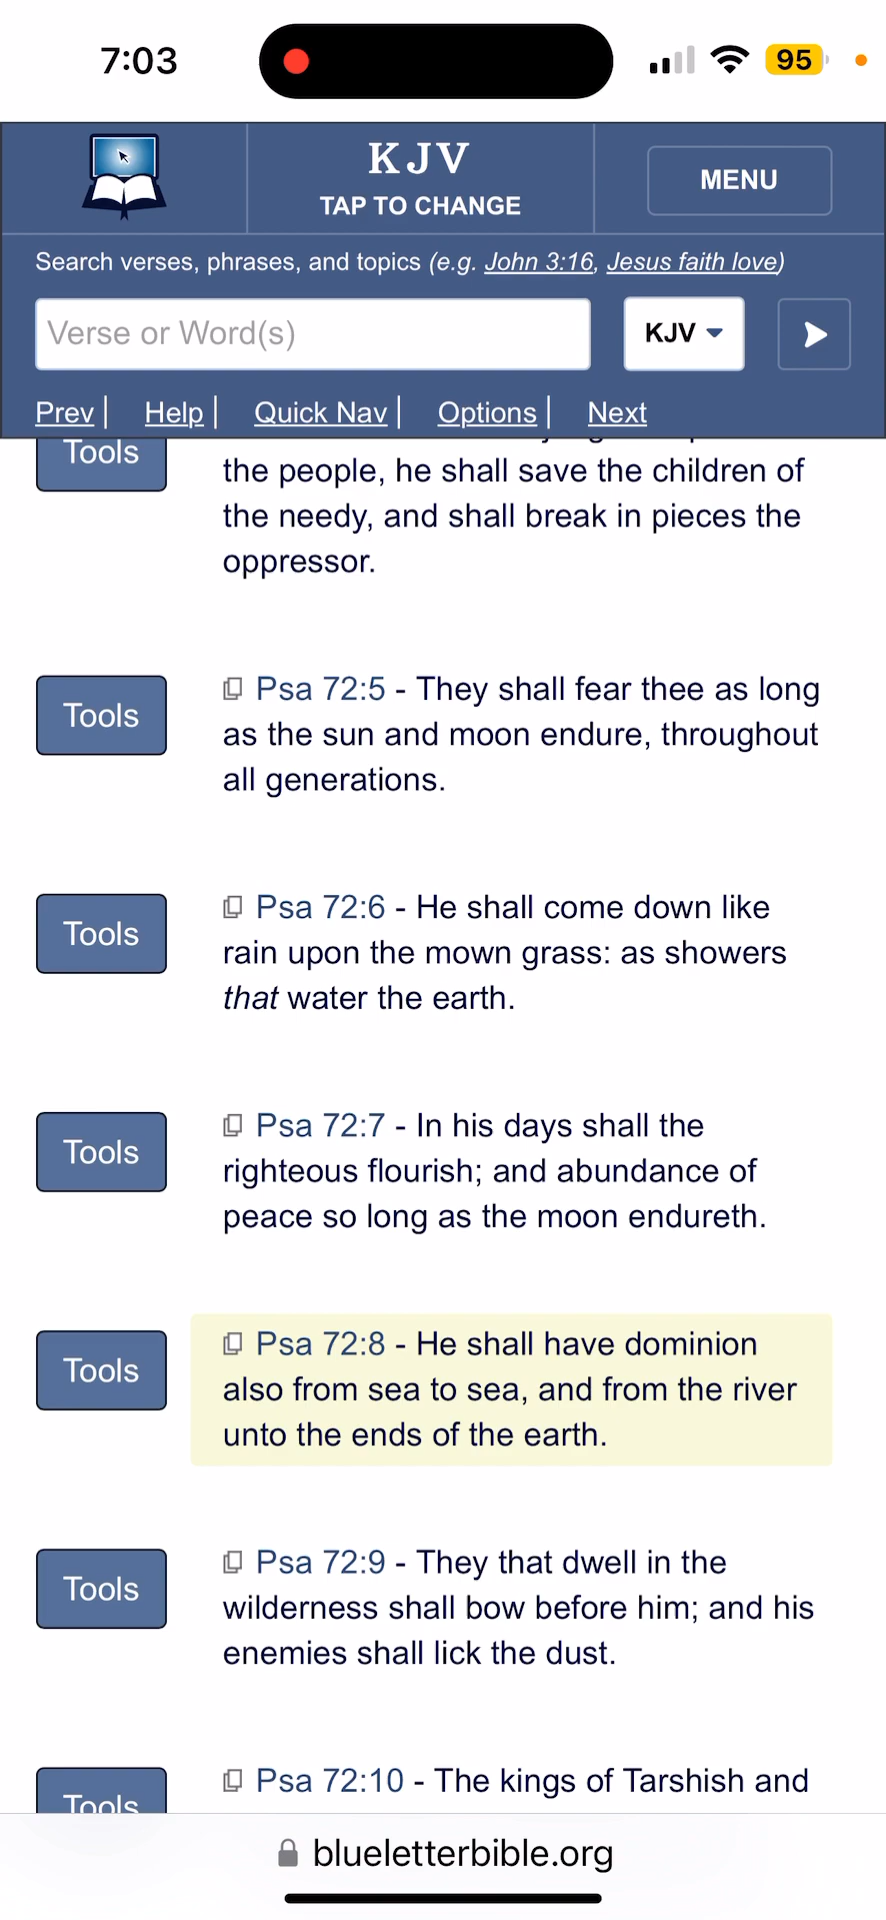 7:03
95
KJV
TAP TO CHANGE
MENU
Search verses, phrases, and topics (e.g. John 3:16, Jesus faith love)
Verse or Word(s)
KJV
Prev | Help | Quick Nav | Options | Next
Tools
the people, he shall save the children of
the needy, and shall break in pieces the
oppressor.
Tools
Psa 72:5 - They shall fear thee as long
as the sun and moon endure, throughout
all generations.
Tools
Psa 72:6 - He shall come down like
rain upon the mown grass: as showers
that water the earth.
Tools
Psa 72:7 - In his days shall the
righteous flourish; and abundance of
peace so long as the moon endureth.
Tools
Psa 72:8 - He shall have dominion
also from sea to sea, and from the river
unto the ends of the earth.
Tools
Psa 72:9 - They that dwell in the
wilderness shall bow before him; and his
enemies shall lick the dust.
Tools
Psa 72:10 - The kings of Tarshish and
blueletterbible.org